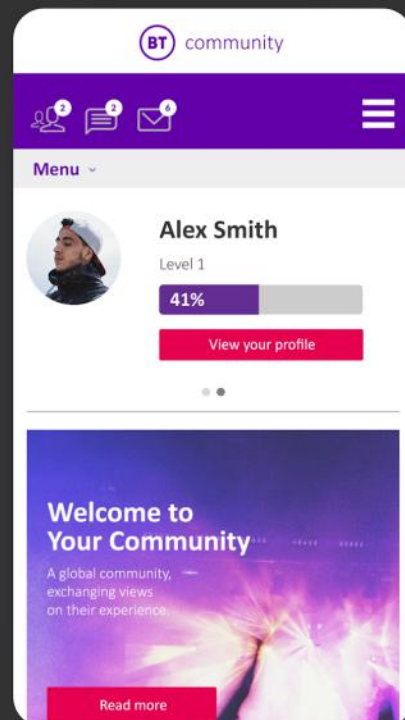 BT community
2 2 6
Menu
Alex Smith
Level 1
41%
View your profile
Welcome to
Your Community
A global community,
exchanging views
on their experience.
Read more